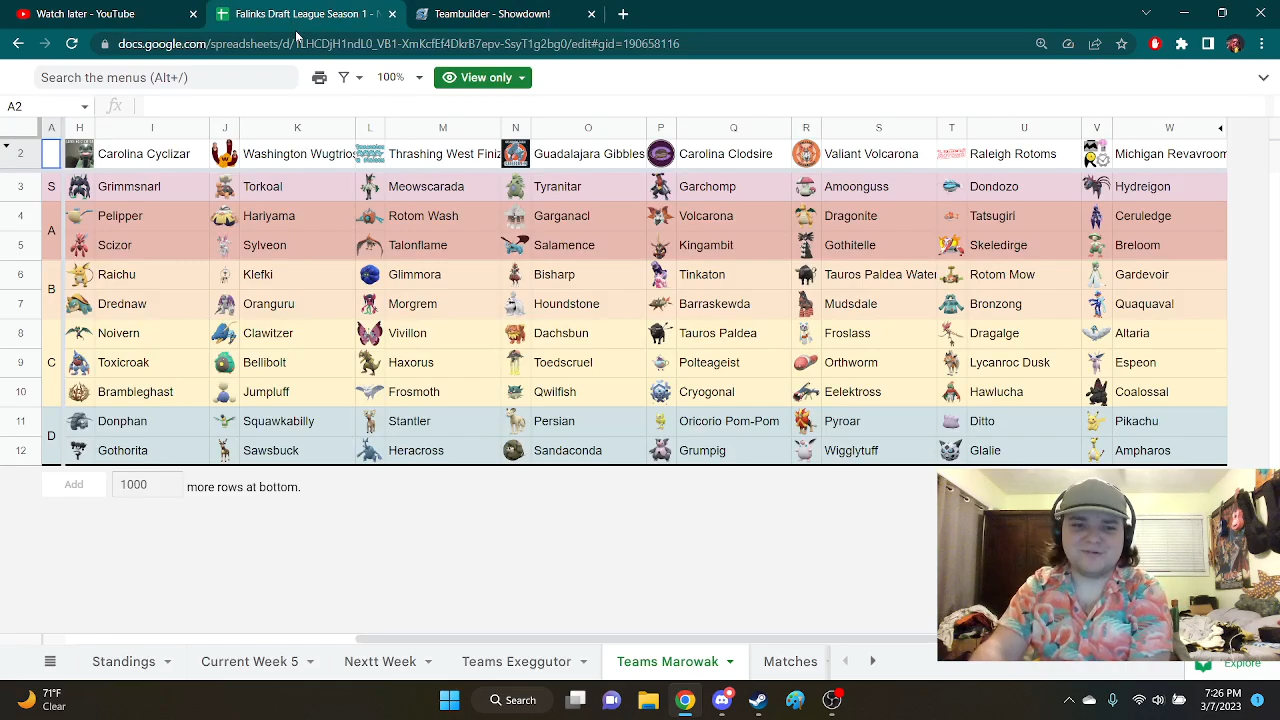 Watch later - YouTube
Falinks Draft League Season 1 -
Teambuilder - Showdown!
docs.google.com/spreadsheets/d/1LHCDjH1ndL0_VB1-XmKcfEf4DkrB7epv-SsyT1g2bg0/edit#gid=190658116
Search the menus (Alt+/)
100%
View only
A2
fx
A H I J K L M N O P Q R S T U V W
2 Carolina Cyclizar Washington Wugtrios Thrashing West Finiz Guadalajara Gibbles Carolina Clodsire Valiant Volcarona Raleigh Rotoms Michigan Revavroom
3 S Grimmsnarl Torkoal Meowscarada Tyranitar Garchomp Amoonguss Dondozo Hydreigon
4 A Pelipper Hariyama Rotom Wash Garganacl Volcarona Dragonite Tatsugiri Ceruledge
5 Scizor Sylveon Talonflame Salamence Kingambit Gothitelle Skeledirge Breloom
6 B Raichu Klefki Glimmora Bisharp Tinkaton Tauros Paldea Water Rotom Mow Gardevoir
7 Drednaw Oranguru Morgrem Houndstone Barraskewda Mudsdale Bronzong Quaquaval
8 Noivern Clawitzer Vivillon Dachsbun Tauros Paldea Froslass Dragalge Altaria
9 C Toxicroak Bellibolt Haxorus Toedscruel Polteageist Orthworm Lycanroc Dusk Espeon
10 Brambleghast Jumpluff Frosmoth Qwilfish Cryogonal Eelektross Hawlucha Coalossal
11 D Donphan Squawkabilly Stantler Persian Oricorio Pom-Pom Pyroar Ditto Pikachu
12 Gothorita Sawsbuck Heracross Sandaconda Grumpig Wigglytuff Glalie Ampharos
Add 1000 more rows at bottom.
Standings Current Week 5 Nextt Week Teams Exeggutor Teams Marowak Matches
Explore
71°F
Clear
Search
7:26 PM
3/7/2023
1